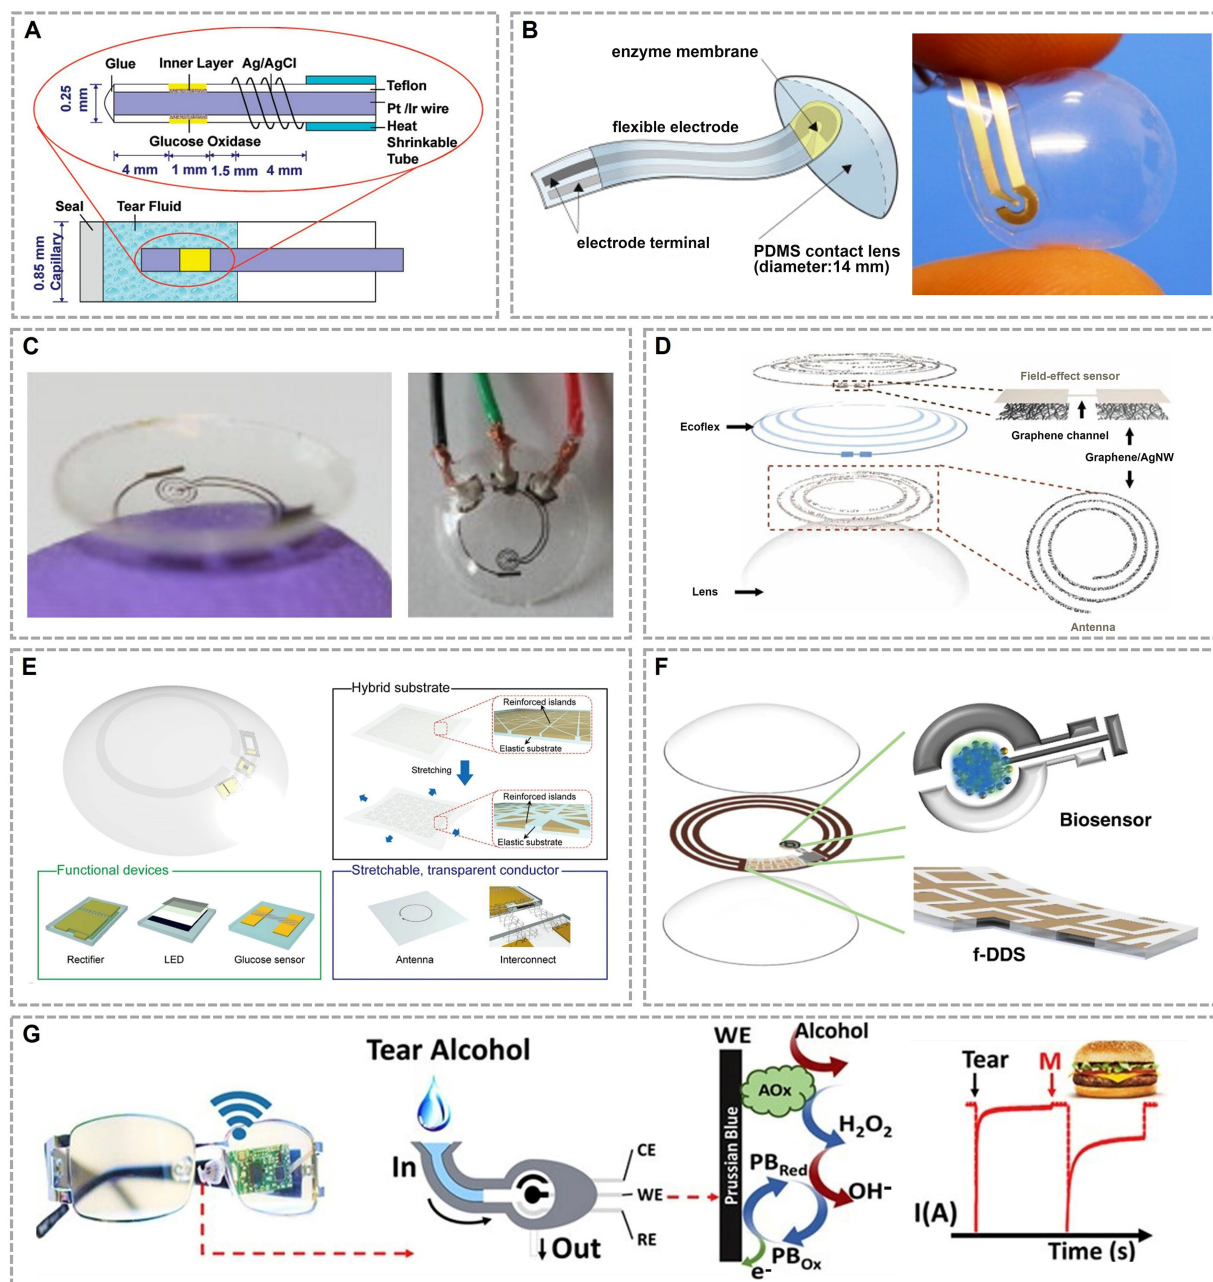 A
Glue
Inner Layer
Ag/AgCl
0.25
mm
Teflon
Pt /Ir wire
Heat
Shrinkable
Tube
Glucose Oxidase
4 mm
1 mm
1.5 mm
4 mm
Seal
Tear Fluid
0.85 mm
Capillary
B
enzyme membrane
flexible electrode
electrode terminal
PDMS contact lens
(diameter:14 mm)
C
D
Field-effect sensor
Ecoflex
Graphene channel
Graphene/AgNW
Lens
Antenna
E
Hybrid substrate
Reinforced islands
Elastic substrate
Stretching
Reinforced islands
Elastic substrate
Functional devices
Rectifier
LED
Glucose sensor
Stretchable, transparent conductor
Antenna
Interconnect
F
Biosensor
f-DDS
G
Tear Alcohol
In
Out
CE
WE
RE
WE
Prussian Blue
Alcohol
AOx
H2O2
PBRed
OH-
PBOx
e-
Tear
M
I(A)
Time (s)